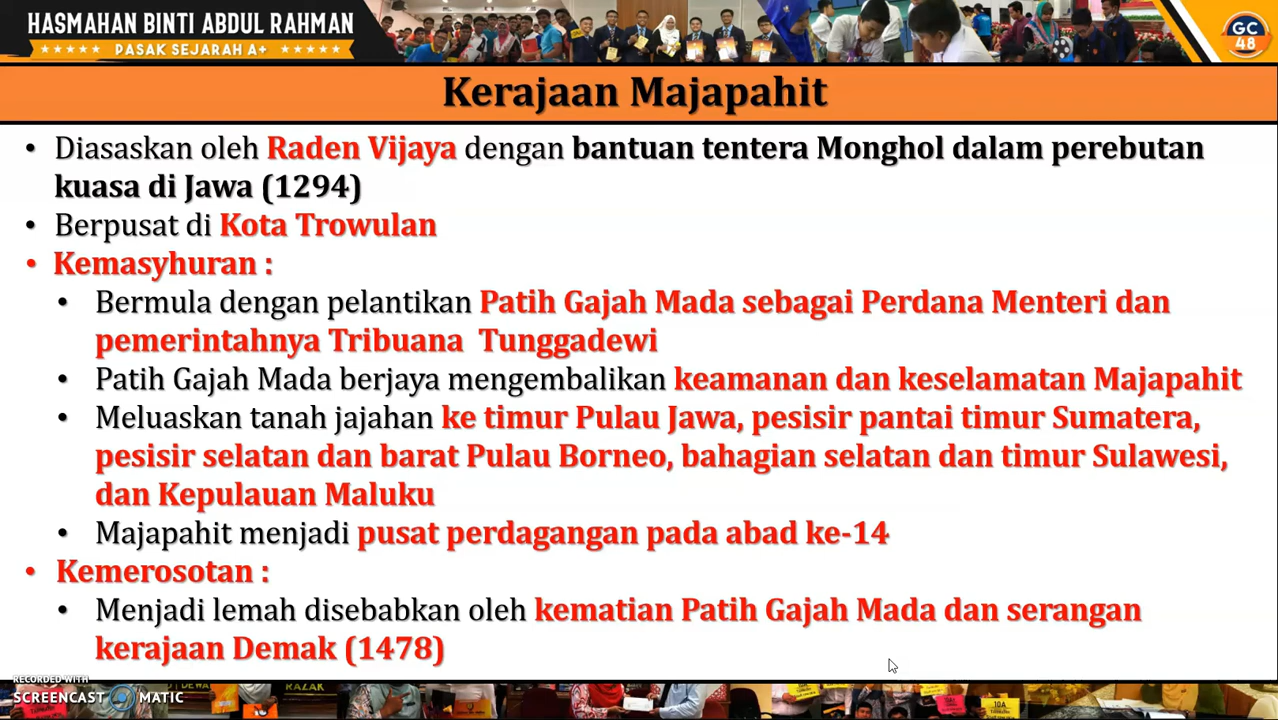 HASMAHAN BINTI ABDUL RAHMAN
PASAK SEJARAH A+
GC
48
Kerajaan Majapahit
• Diasaskan oleh Raden Vijaya dengan bantuan tentera Monghol dalam perebutan
kuasa di Jawa (1294)
• Berpusat di Kota Trowulan
• Kemasyhuran :
• Bermula dengan pelantikan Patih Gajah Mada sebagai Perdana Menteri dan
pemerintahnya Tribuana Tunggadewi
• Patih Gajah Mada berjaya mengembalikan keamanan dan keselamatan Majapahit
• Meluaskan tanah jajahan ke timur Pulau Jawa, pesisir pantai timur Sumatera,
pesisir selatan dan barat Pulau Borneo, bahagian selatan dan timur Sulawesi,
dan Kepulauan Maluku
• Majapahit menjadi pusat perdagangan pada abad ke-14
• Kemerosotan :
• Menjadi lemah disebabkan oleh kematian Patih Gajah Mada dan serangan
kerajaan Demak (1478)
RECORDED WITH
SCREENCAST MATIC
RAZAK
10A